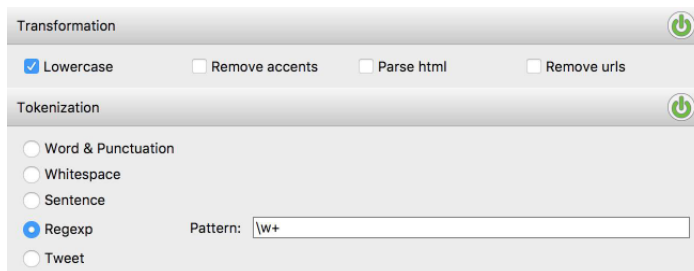 Transformation
Lowercase Remove accents Parse html Remove urls
Tokenization
Word & Punctuation
Whitespace
Sentence
Regexp Pattern: \w+
Tweet